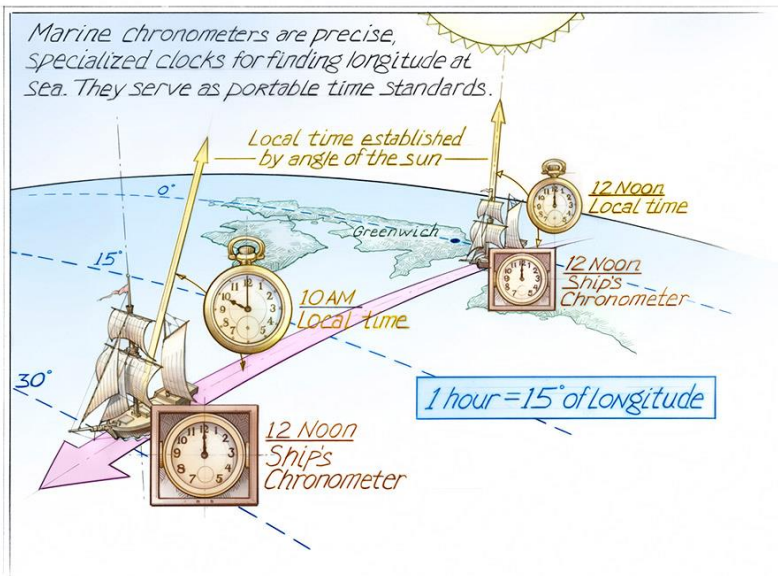 Marine chronometers are precise,
specialized clocks for finding longitude at
sea. They serve as portable time standards.
Local time established
by angle of the sun
12 Noon
Local time
0°
Greenwich
15°
12 Noon
Ship's
Chronometer
10 AM
Local time
30°
1 hour = 15° of longitude
12 Noon
Ship's
Chronometer